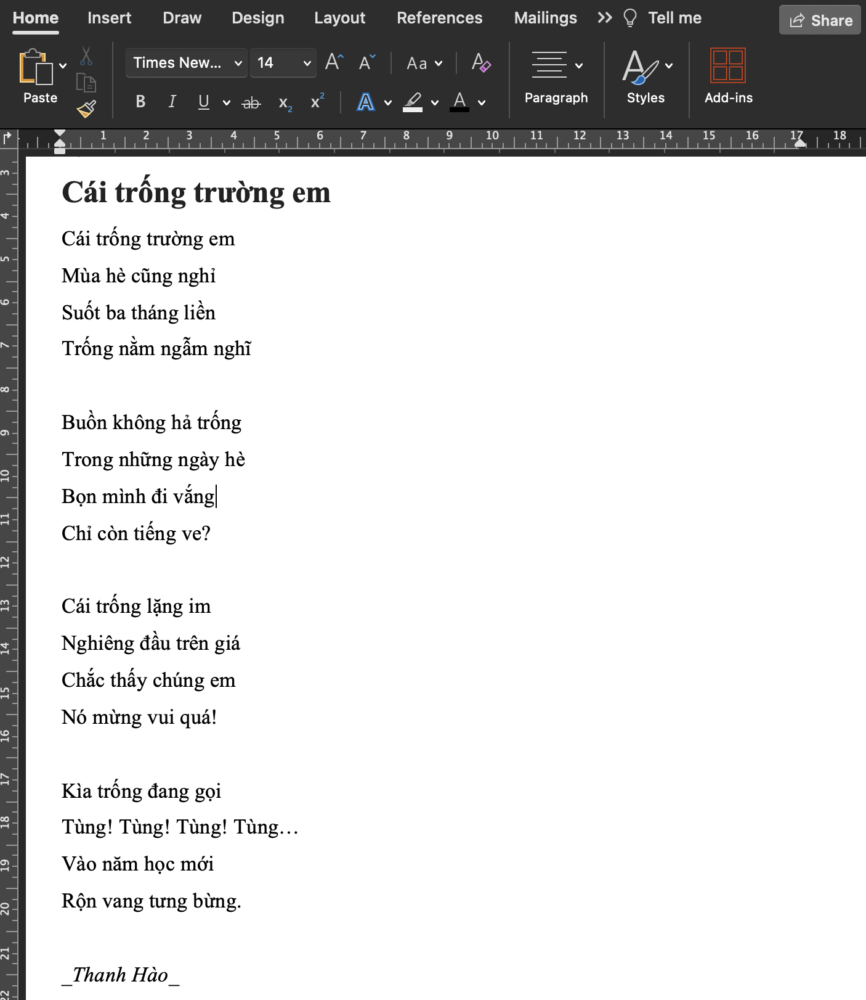 Home Insert Draw Design Layout References Mailings >> Tell me Share
Times New... 14 A^ A˅ Aa A
Paste B I U ab x₂ x² A A Paragraph Styles Add-ins
1 2 3 4 5 6 7 8 9 10 11 12 13 14 15 16 17 18
3
4
5
6
7
8
9
10
11
12
13
14
15
16
17
18
19
20
21
22
Cái trống trường em
Cái trống trường em
Mùa hè cũng nghỉ
Suốt ba tháng liền
Trống nằm ngẫm nghĩ
Buồn không hả trống
Trong những ngày hè
Bọn mình đi vắng
Chỉ còn tiếng ve?
Cái trống lặng im
Nghiêng đầu trên giá
Chắc thấy chúng em
Nó mừng vui quá!
Kìa trống đang gọi
Tùng! Tùng! Tùng! Tùng...
Vào năm học mới
Rộn vang tưng bừng.
_Thanh Hào_